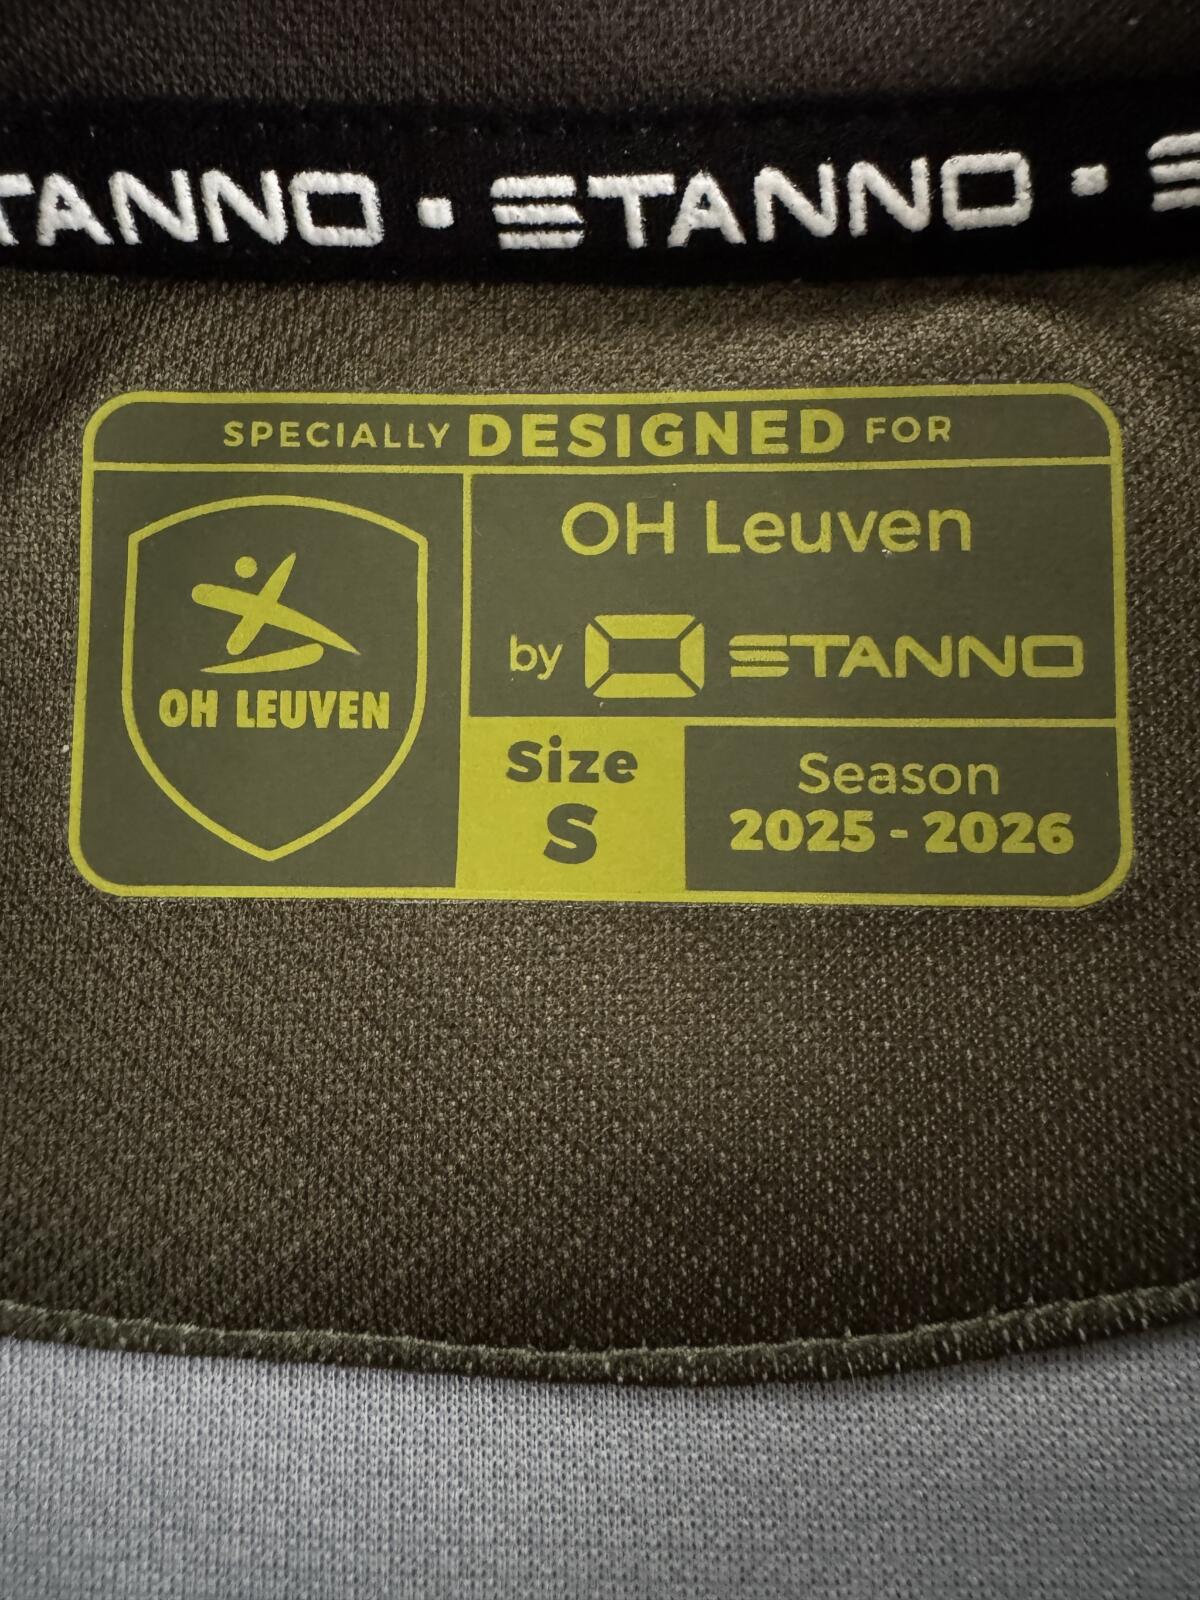 STANNO · STANNO ·
SPECIALLY DESIGNED FOR
OH LEUVEN
OH Leuven
by STANNO
Size
S
Season
2025 - 2026